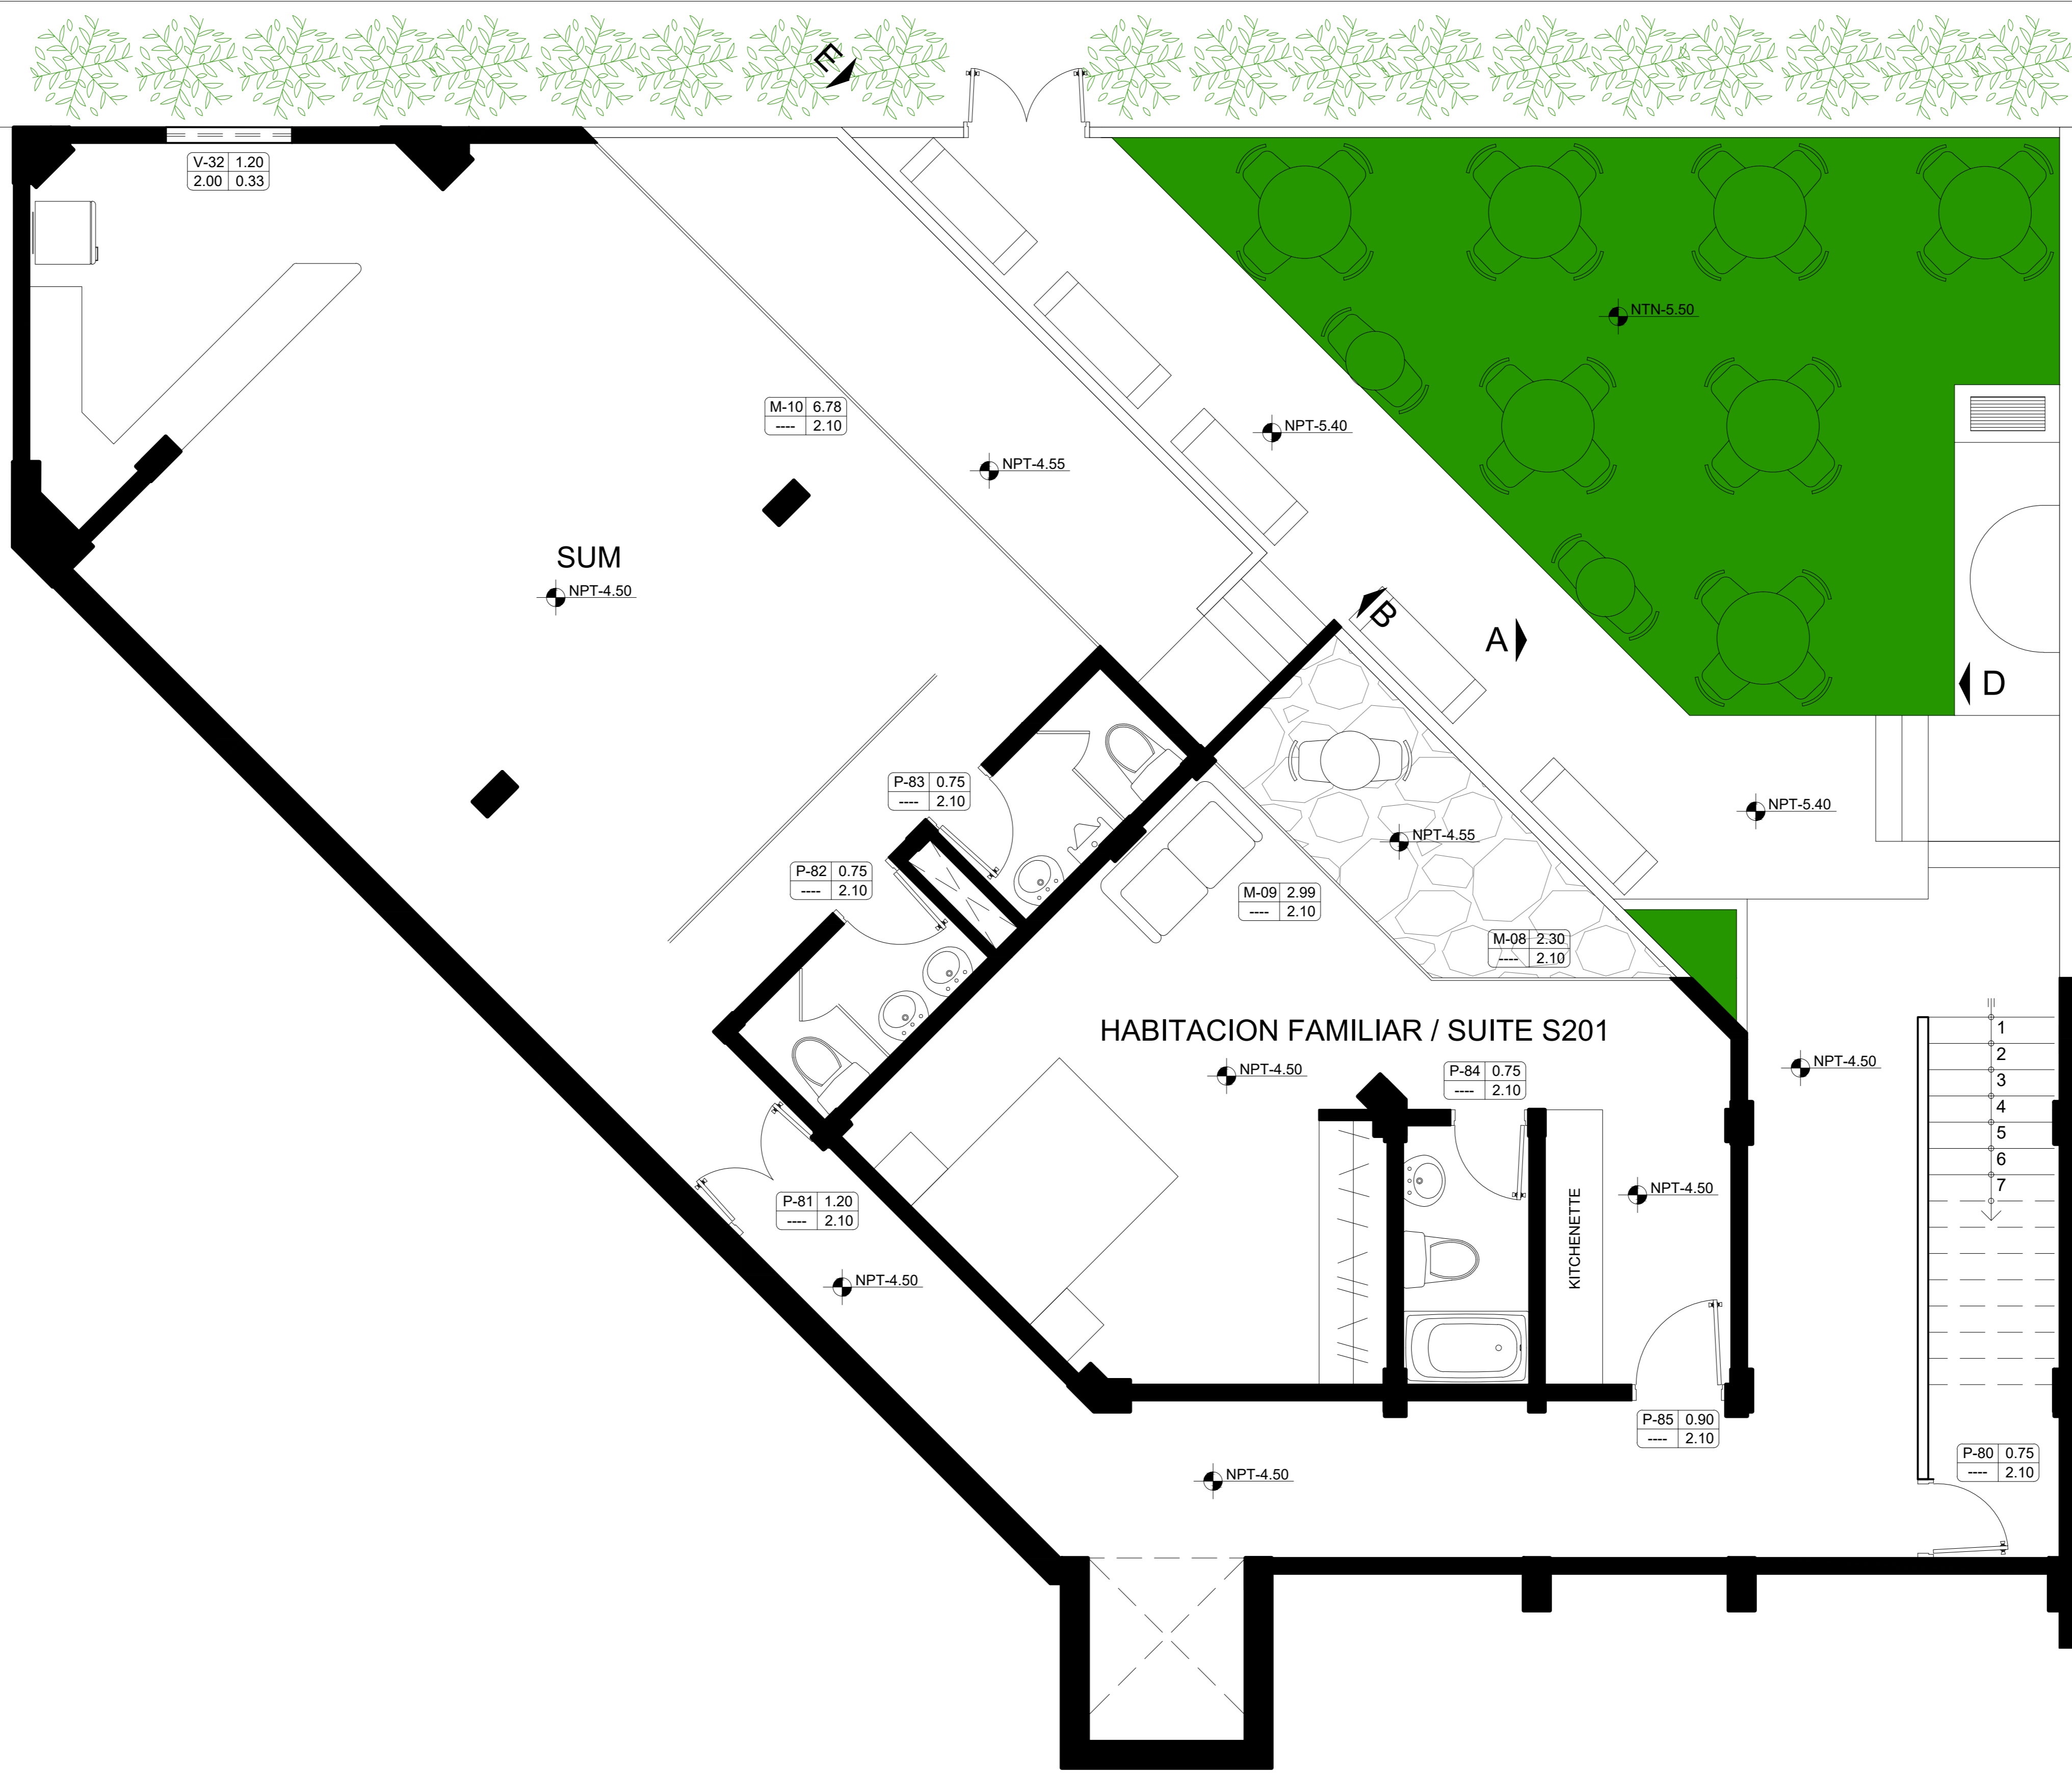 E
V-32 1.20
2.00 0.33
NTN-5.50
M-10 6.78
---- 2.10
NPT-5.40
NPT-4.55
SUM
NPT-4.50
B
A
D
P-83 0.75
---- 2.10
NPT-5.40
NPT-4.55
P-82 0.75
---- 2.10
M-09 2.99
---- 2.10
M-08 2.30
---- 2.10
HABITACION FAMILIAR / SUITE S201
NPT-4.50
P-84 0.75
---- 2.10
NPT-4.50
1
2
3
4
5
6
7
NPT-4.50
P-81 1.20
---- 2.10
KITCHENETTE
NPT-4.50
P-85 0.90
---- 2.10
NPT-4.50
P-80 0.75
---- 2.10